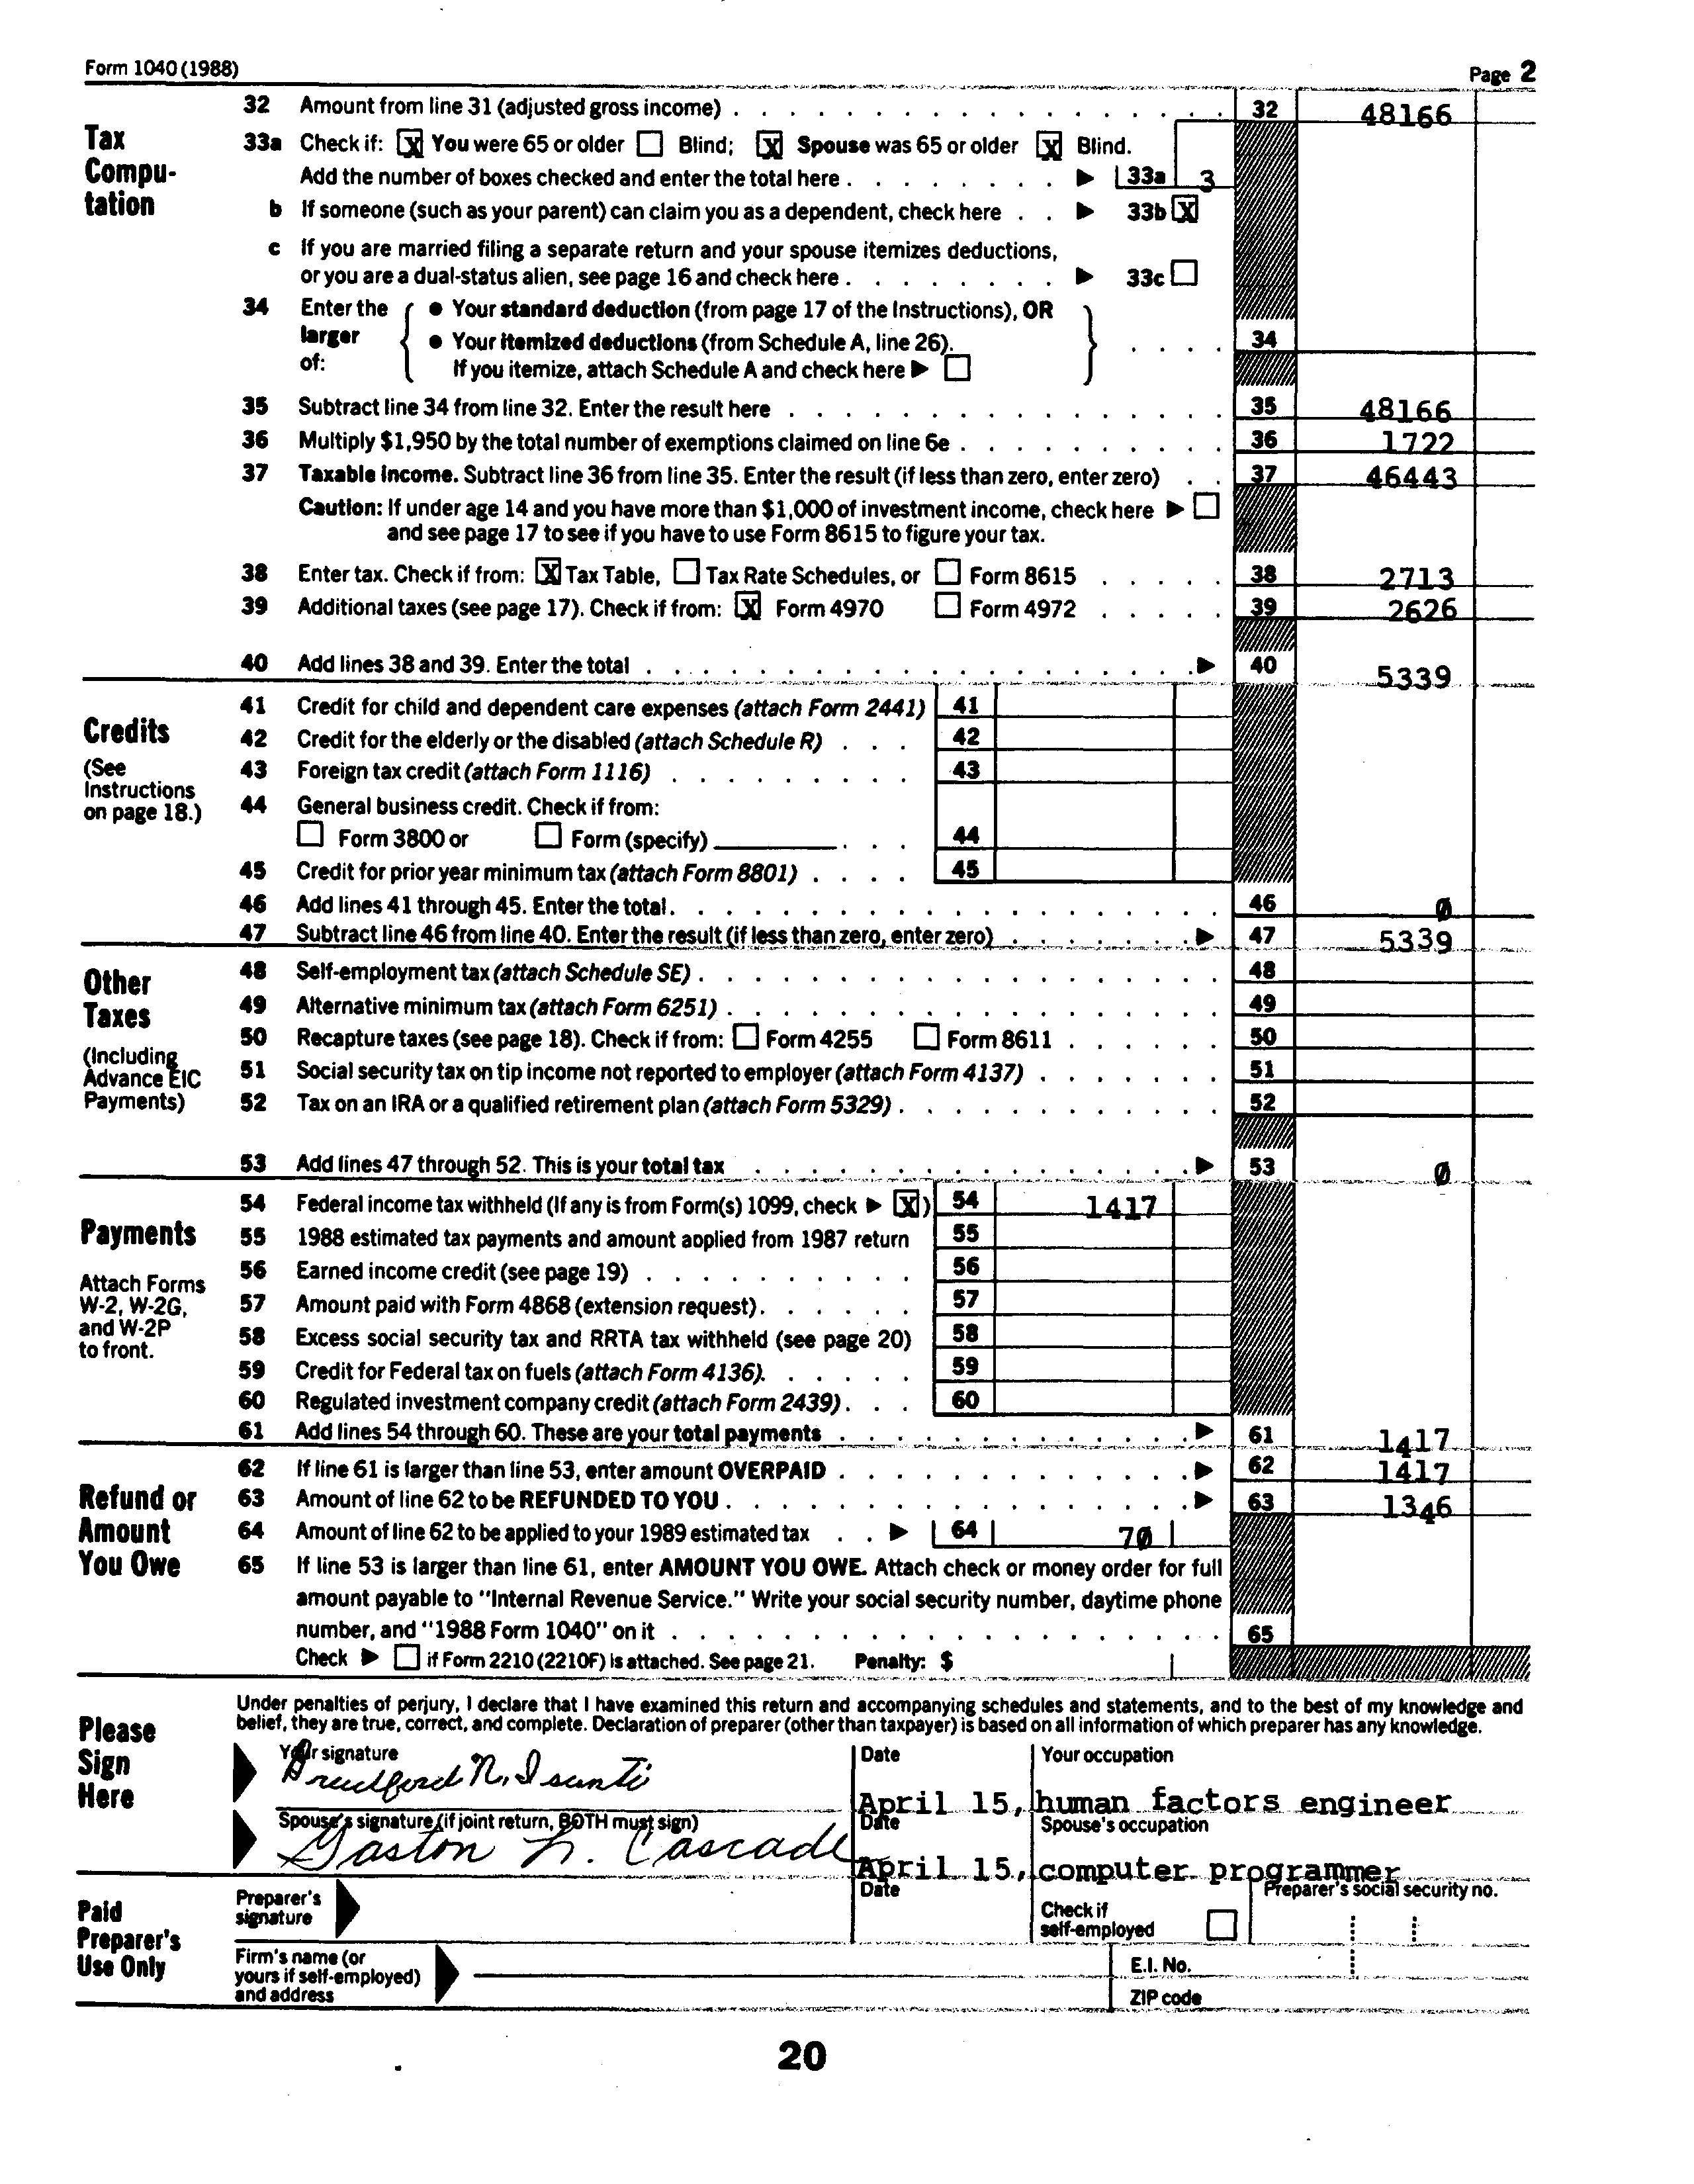 Form 1040 (1988) Page 2
Tax Compu-tation
32 Amount from line 31 (adjusted gross income) 32 48166
33a Check if: [X] You were 65 or older [ ] Blind; [X] Spouse was 65 or older [X] Blind.
Add the number of boxes checked and enter the total here ▶ 33a 3
b If someone (such as your parent) can claim you as a dependent, check here ▶ 33b [X]
c If you are married filing a separate return and your spouse itemizes deductions,
or you are a dual-status alien, see page 16 and check here ▶ 33c [ ]
34 Enter the larger of:
● Your standard deduction (from page 17 of the Instructions), OR
● Your itemized deductions (from Schedule A, line 26). 34
If you itemize, attach Schedule A and check here ▶ [ ]
35 Subtract line 34 from line 32. Enter the result here 35 48166
36 Multiply $1,950 by the total number of exemptions claimed on line 6e 36 1722
37 Taxable income. Subtract line 36 from line 35. Enter the result (if less than zero, enter zero) 37 46443
Caution: If under age 14 and you have more than $1,000 of investment income, check here ▶ [ ]
and see page 17 to see if you have to use Form 8615 to figure your tax.
38 Enter tax. Check if from: [X] Tax Table, [ ] Tax Rate Schedules, or [ ] Form 8615 38 2713
39 Additional taxes (see page 17). Check if from: [X] Form 4970 [ ] Form 4972 39 2626
40 Add lines 38 and 39. Enter the total ▶ 40 5339
Credits
(See Instructions on page 18.)
41 Credit for child and dependent care expenses (attach Form 2441) 41
42 Credit for the elderly or the disabled (attach Schedule R) 42
43 Foreign tax credit (attach Form 1116) 43
44 General business credit. Check if from:
[ ] Form 3800 or [ ] Form (specify) 44
45 Credit for prior year minimum tax (attach Form 8801) 45
46 Add lines 41 through 45. Enter the total 46 0
47 Subtract line 46 from line 40. Enter the result (if less than zero, enter zero) ▶ 47 5339
Other Taxes
(Including Advance EIC Payments)
48 Self-employment tax (attach Schedule SE) 48
49 Alternative minimum tax (attach Form 6251) 49
50 Recapture taxes (see page 18). Check if from: [ ] Form 4255 [ ] Form 8611 50
51 Social security tax on tip income not reported to employer (attach Form 4137) 51
52 Tax on an IRA or a qualified retirement plan (attach Form 5329) 52
53 Add lines 47 through 52. This is your total tax ▶ 53 0
Payments
Attach Forms W-2, W-2G, and W-2P to front.
54 Federal income tax withheld (If any is from Form(s) 1099, check ▶ [X]) 54 1417
55 1988 estimated tax payments and amount applied from 1987 return 55
56 Earned income credit (see page 19) 56
57 Amount paid with Form 4868 (extension request) 57
58 Excess social security tax and RRTA tax withheld (see page 20) 58
59 Credit for Federal tax on fuels (attach Form 4136) 59
60 Regulated investment company credit (attach Form 2439) 60
61 Add lines 54 through 60. These are your total payments ▶ 61 1417
Refund or Amount You Owe
62 If line 61 is larger than line 53, enter amount OVERPAID ▶ 62 1417
63 Amount of line 62 to be REFUNDED TO YOU ▶ 63 1346
64 Amount of line 62 to be applied to your 1989 estimated tax ▶ 64 70
65 If line 53 is larger than line 61, enter AMOUNT YOU OWE. Attach check or money order for full
amount payable to "Internal Revenue Service." Write your social security number, daytime phone
number, and "1988 Form 1040" on it 65
Check ▶ [ ] if Form 2210 (2210F) is attached. See page 21. Penalty: $
Please Sign Here
Under penalties of perjury, I declare that I have examined this return and accompanying schedules and statements, and to the best of my knowledge and
belief, they are true, correct, and complete. Declaration of preparer (other than taxpayer) is based on all information of which preparer has any knowledge.
Your signature Date Your occupation
Bradford N. Isanti April 15, human factors engineer
Spouse's signature (if joint return, BOTH must sign) Date Spouse's occupation
Gaston L. Cascade April 15, computer programmer
Paid Preparer's Use Only
Preparer's signature Date Check if self-employed [ ] Preparer's social security no.
Firm's name (or yours if self-employed) and address E.I. No.
ZIP code
20